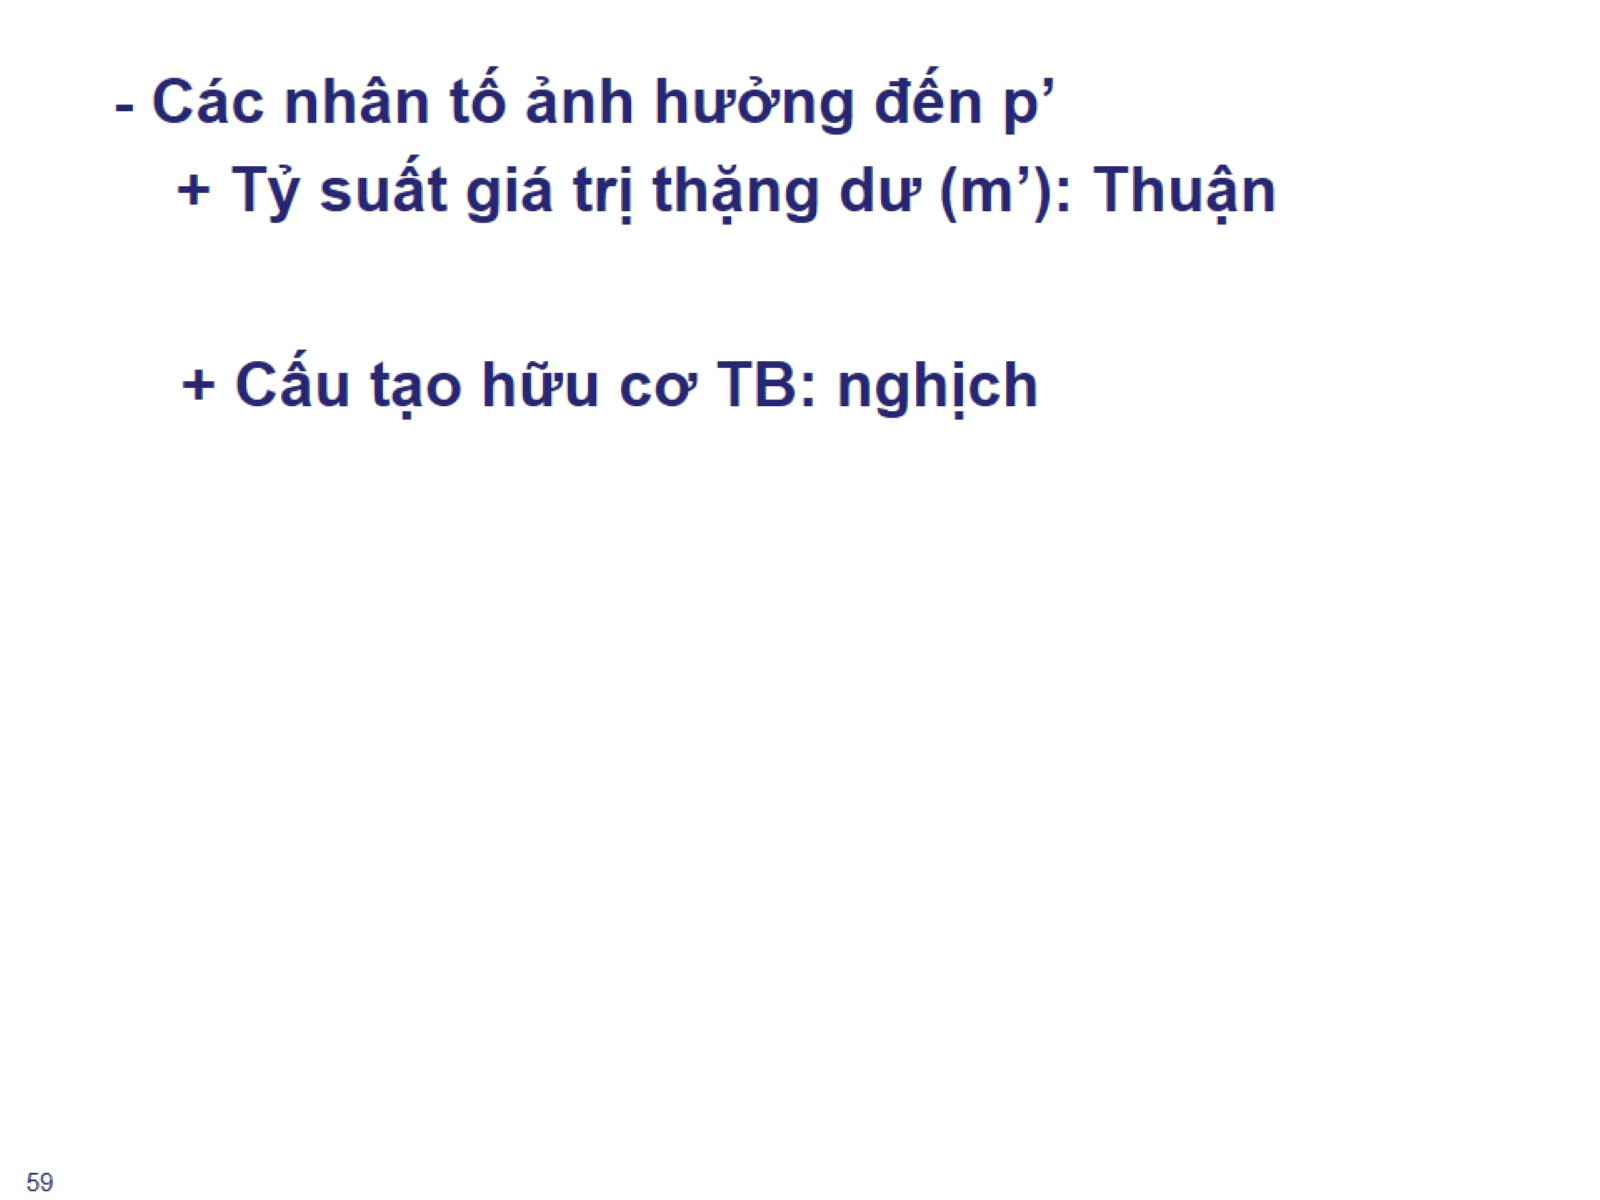 - Các nhân tố ảnh hưởng đến p’
+ Tỷ suất giá trị thặng dư (m’): Thuận
+ Cấu tạo hữu cơ TB: nghịch
59